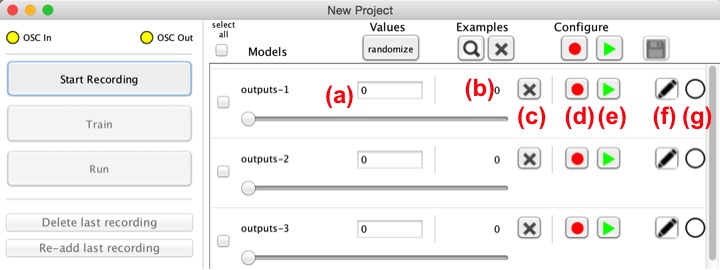 New Project
OSC In
OSC Out
Start Recording
Train
Run
Delete last recording
Re-add last recording
select
all
Values
Examples
Configure
Models
randomize
outputs-1
(a)
0
(b)
0
(c)
(d)
(e)
(f)
(g)
outputs-2
0
0
outputs-3
0
0